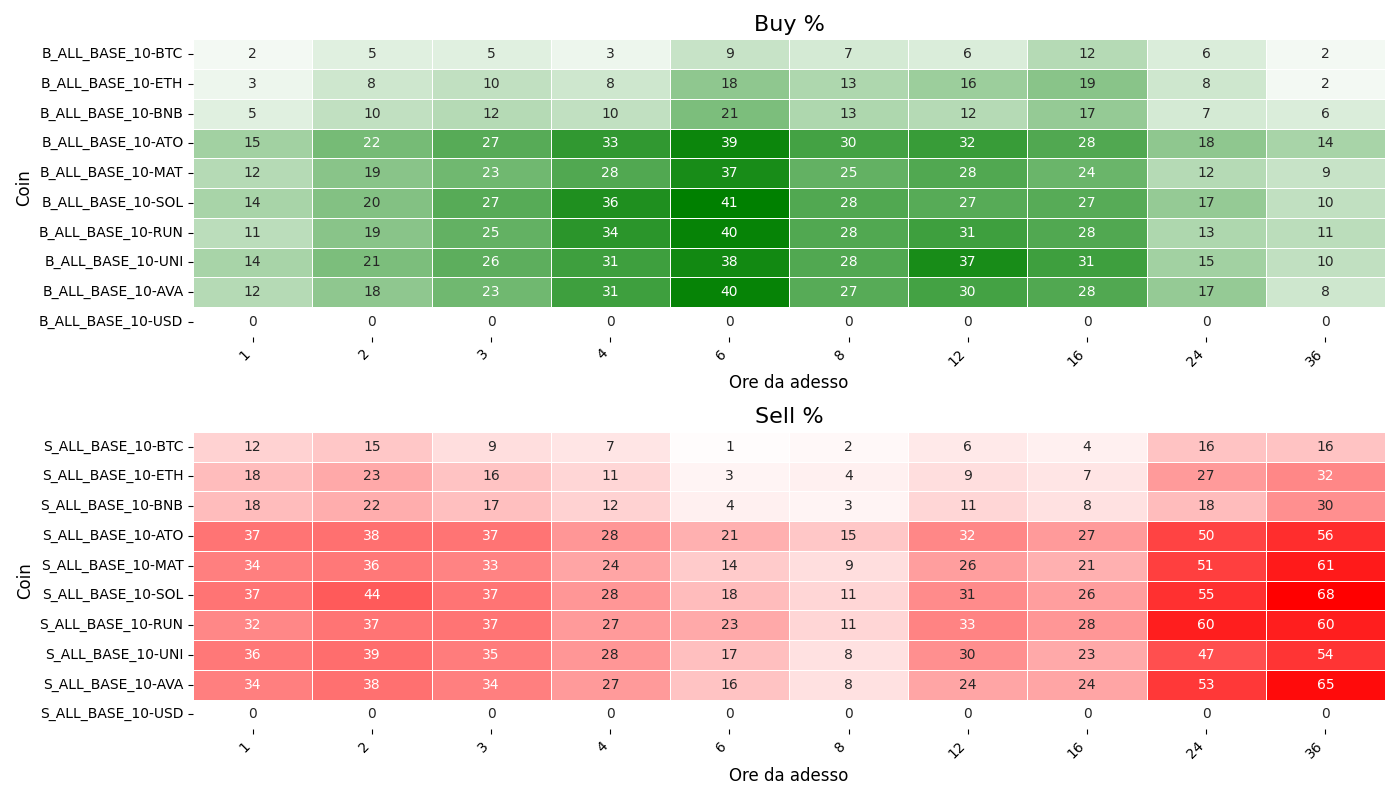 Buy %
Coin
B_ALL_BASE_10-BTC 2 5 5 3 9 7 6 12 6 2
B_ALL_BASE_10-ETH 3 8 10 8 18 13 16 19 8 2
B_ALL_BASE_10-BNB 5 10 12 10 21 13 12 17 7 6
B_ALL_BASE_10-ATO 15 22 27 33 39 30 32 28 18 14
B_ALL_BASE_10-MAT 12 19 23 28 37 25 28 24 12 9
B_ALL_BASE_10-SOL 14 20 27 36 41 28 27 27 17 10
B_ALL_BASE_10-RUN 11 19 25 34 40 28 31 28 13 11
B_ALL_BASE_10-UNI 14 21 26 31 38 28 37 31 15 10
B_ALL_BASE_10-AVA 12 18 23 31 40 27 30 28 17 8
B_ALL_BASE_10-USD 0 0 0 0 0 0 0 0 0 0
1 2 3 4 6 8 12 16 24 36
Ore da adesso
Sell %
Coin
S_ALL_BASE_10-BTC 12 15 9 7 1 2 6 4 16 16
S_ALL_BASE_10-ETH 18 23 16 11 3 4 9 7 27 32
S_ALL_BASE_10-BNB 18 22 17 12 4 3 11 8 18 30
S_ALL_BASE_10-ATO 37 38 37 28 21 15 32 27 50 56
S_ALL_BASE_10-MAT 34 36 33 24 14 9 26 21 51 61
S_ALL_BASE_10-SOL 37 44 37 28 18 11 31 26 55 68
S_ALL_BASE_10-RUN 32 37 37 27 23 11 33 28 60 60
S_ALL_BASE_10-UNI 36 39 35 28 17 8 30 23 47 54
S_ALL_BASE_10-AVA 34 38 34 27 16 8 24 24 53 65
S_ALL_BASE_10-USD 0 0 0 0 0 0 0 0 0 0
1 2 3 4 6 8 12 16 24 36
Ore da adesso